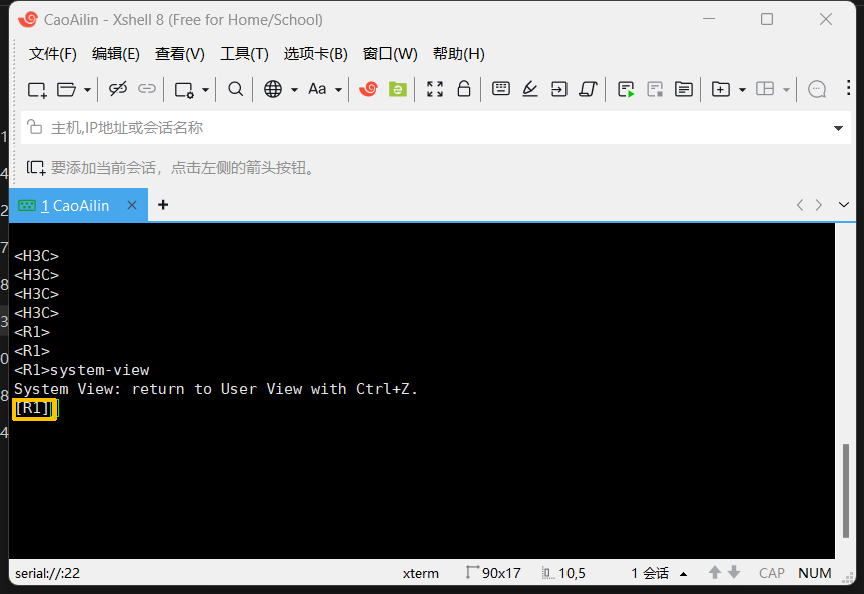 CaoAilin - Xshell 8 (Free for Home/School)
文件(F) 编辑(E) 查看(V) 工具(T) 选项卡(B) 窗口(W) 帮助(H)
Aa
主机,IP地址或会话名称
要添加当前会话，点击左侧的箭头按钮。
1 CaoAilin
<H3C>
<H3C>
<H3C>
<H3C>
<R1>
<R1>
<R1>system-view
System View: return to User View with Ctrl+Z.
[R1]
serial://:22 xterm 90x17 10,5 1 会话 CAP NUM